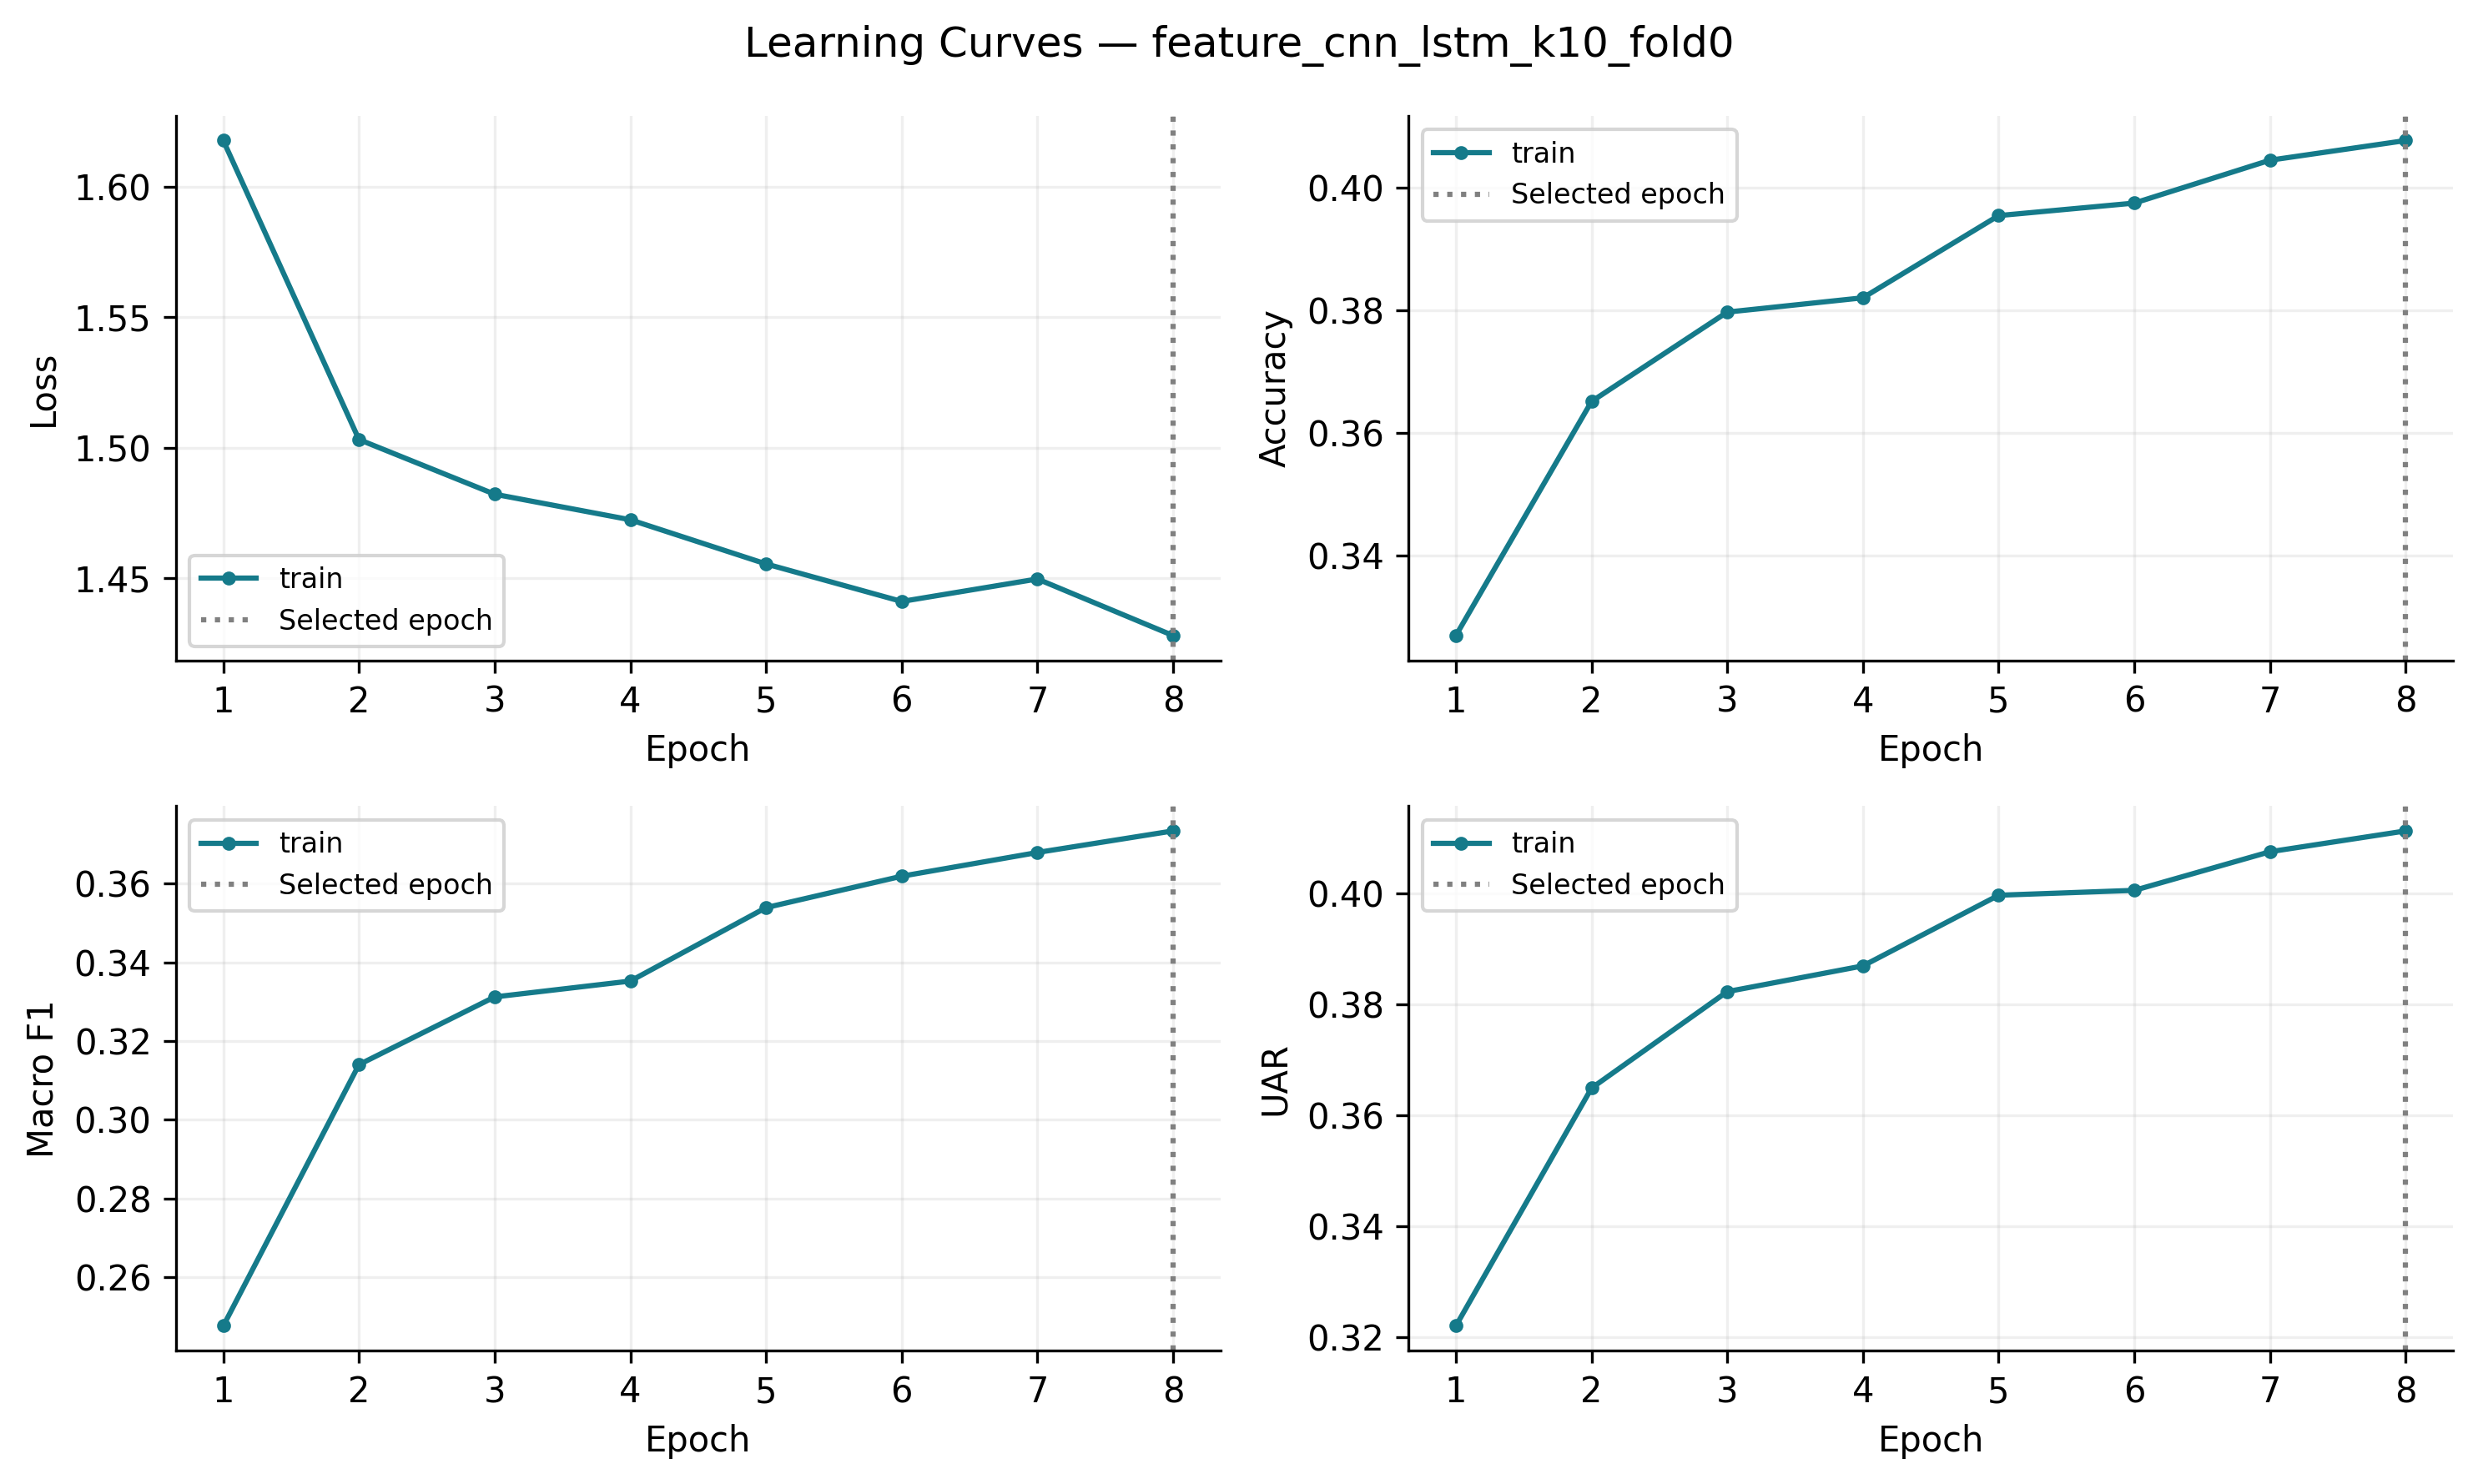 Learning Curves — feature_cnn_lstm_k10_fold0
Loss
1.60
1.55
1.50
1.45
train
Selected epoch
1 2 3 4 5 6 7 8
Epoch
Accuracy
0.40
0.38
0.36
0.34
train
Selected epoch
1 2 3 4 5 6 7 8
Epoch
Macro F1
0.36
0.34
0.32
0.30
0.28
0.26
train
Selected epoch
1 2 3 4 5 6 7 8
Epoch
UAR
0.40
0.38
0.36
0.34
0.32
train
Selected epoch
1 2 3 4 5 6 7 8
Epoch